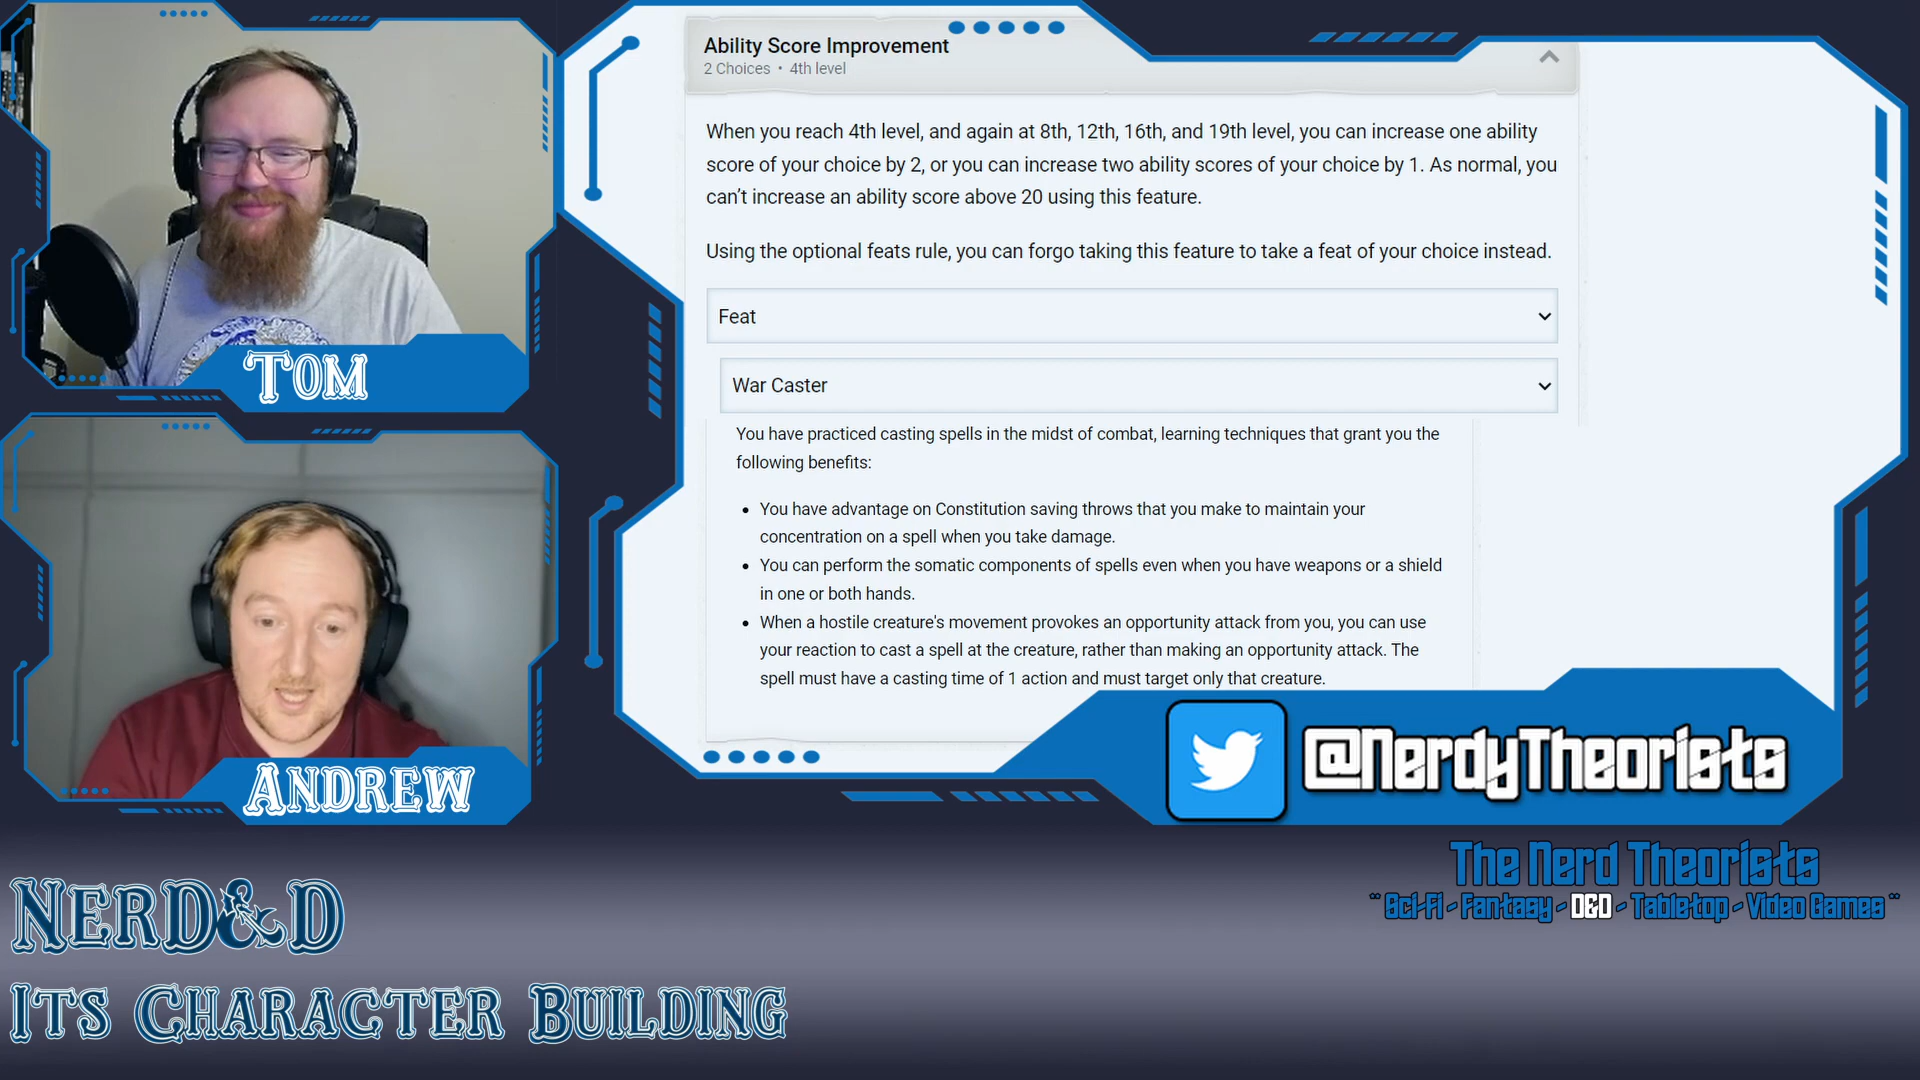 Ability Score Improvement
2 Choices • 4th level
When you reach 4th level, and again at 8th, 12th, 16th, and 19th level, you can increase one ability
score of your choice by 2, or you can increase two ability scores of your choice by 1. As normal, you
can’t increase an ability score above 20 using this feature.
Using the optional feats rule, you can forgo taking this feature to take a feat of your choice instead.
Feat
War Caster
You have practiced casting spells in the midst of combat, learning techniques that grant you the
following benefits:
• You have advantage on Constitution saving throws that you make to maintain your
concentration on a spell when you take damage.
• You can perform the somatic components of spells even when you have weapons or a shield
in one or both hands.
• When a hostile creature's movement provokes an opportunity attack from you, you can use
your reaction to cast a spell at the creature, rather than making an opportunity attack. The
spell must have a casting time of 1 action and must target only that creature.
Tom
Andrew
@NerdyTheorists
The Nerd Theorists
¨ Sci-Fi - Fantasy - D&D - Tabletop - Video Games ¨
NerD&D
Its Character Building